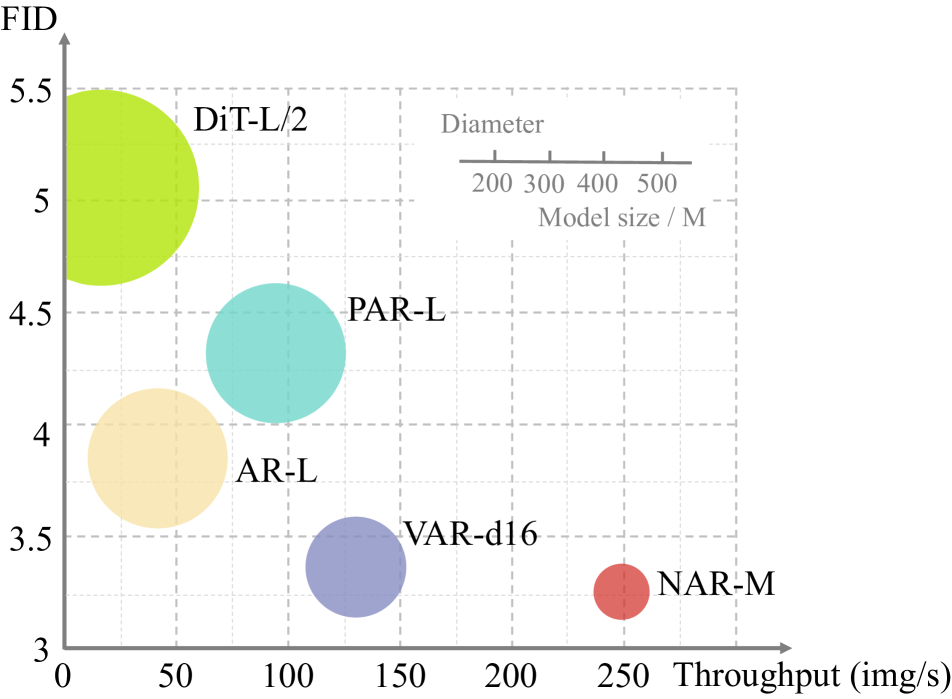 FID
5.5
DiT-L/2
Diameter
200 300 400 500
5
Model size / M
4.5
PAR-L
4
AR-L
3.5
VAR-d16
NAR-M
3
0 50 100 150 200 250 Throughput (img/s)